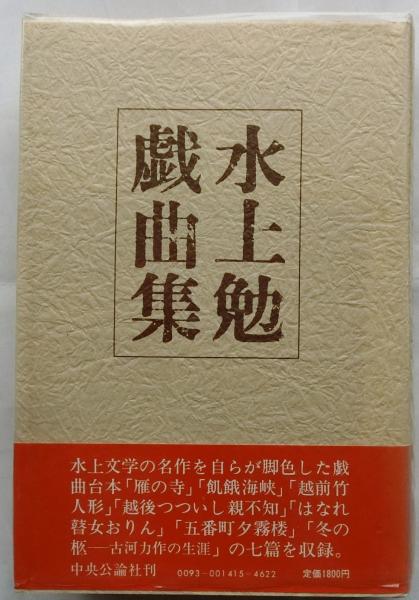 水上勉
戯曲集
水上文学の名作を自らが脚色した戯
曲台本「雁の寺」「飢餓海峡」「越前竹
人形」「越後つついし親不知」「はなれ
瞽女おりん」「五番町夕霧楼」「冬の
柩─古河力作の生涯」の七篇を収録。
中央公論社刊 0093-001415-4622 定価1800円